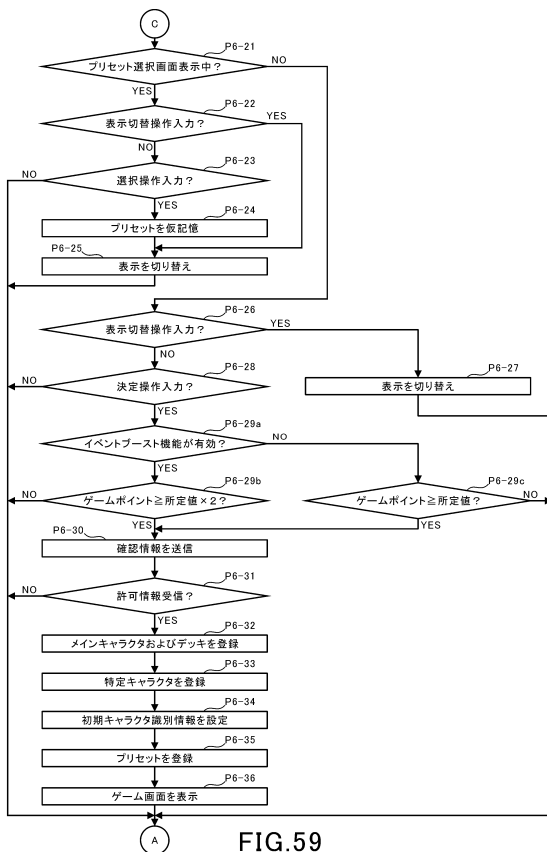 C
P6-21
プリセット選択画面表示中？
NO
YES
P6-22
表示切替操作入力？
YES
NO
P6-23
NO
選択操作入力？
YES
P6-24
プリセットを仮記憶
P6-25
表示を切り替え
P6-26
表示切替操作入力？
YES
NO
P6-27
表示を切り替え
P6-28
NO
決定操作入力？
YES
P6-29a
イベントブースト機能が有効？
NO
YES
P6-29b
NO
ゲームポイント≧所定値×2？
YES
P6-29c
ゲームポイント≧所定値？
NO
YES
P6-30
確認情報を送信
P6-31
NO
許可情報受信？
YES
P6-32
メインキャラクタおよびデッキを登録
P6-33
特定キャラクタを登録
P6-34
初期キャラクタ識別情報を設定
P6-35
プリセットを登録
P6-36
ゲーム画面を表示
A
FIG.59